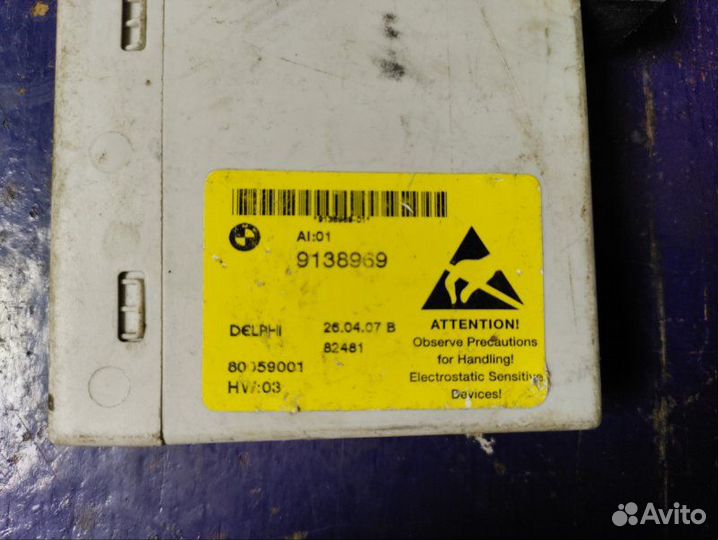 AI:01
9138969
DELPHI
26.04.07 B
82481
HW:03
ATTENTION!
Observe Precautions
for Handling!
Electrostatic Sensitive
Devices!
Avito